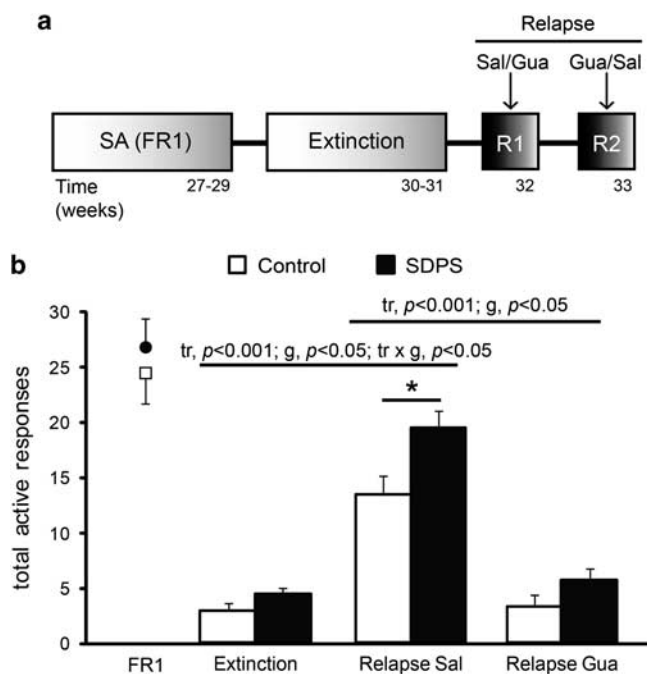 a
Relapse
Sal/Gua Gua/Sal
SA (FR1) Extinction R1 R2
Time 27-29 30-31 32 33
(weeks)
b
Control SDPS
30
tr, p<0.001; g, p<0.05
tr, p<0.001; g, p<0.05; tr x g, p<0.05
25
*
20
15
10
5
0
total active responses
FR1 Extinction Relapse Sal Relapse Gua